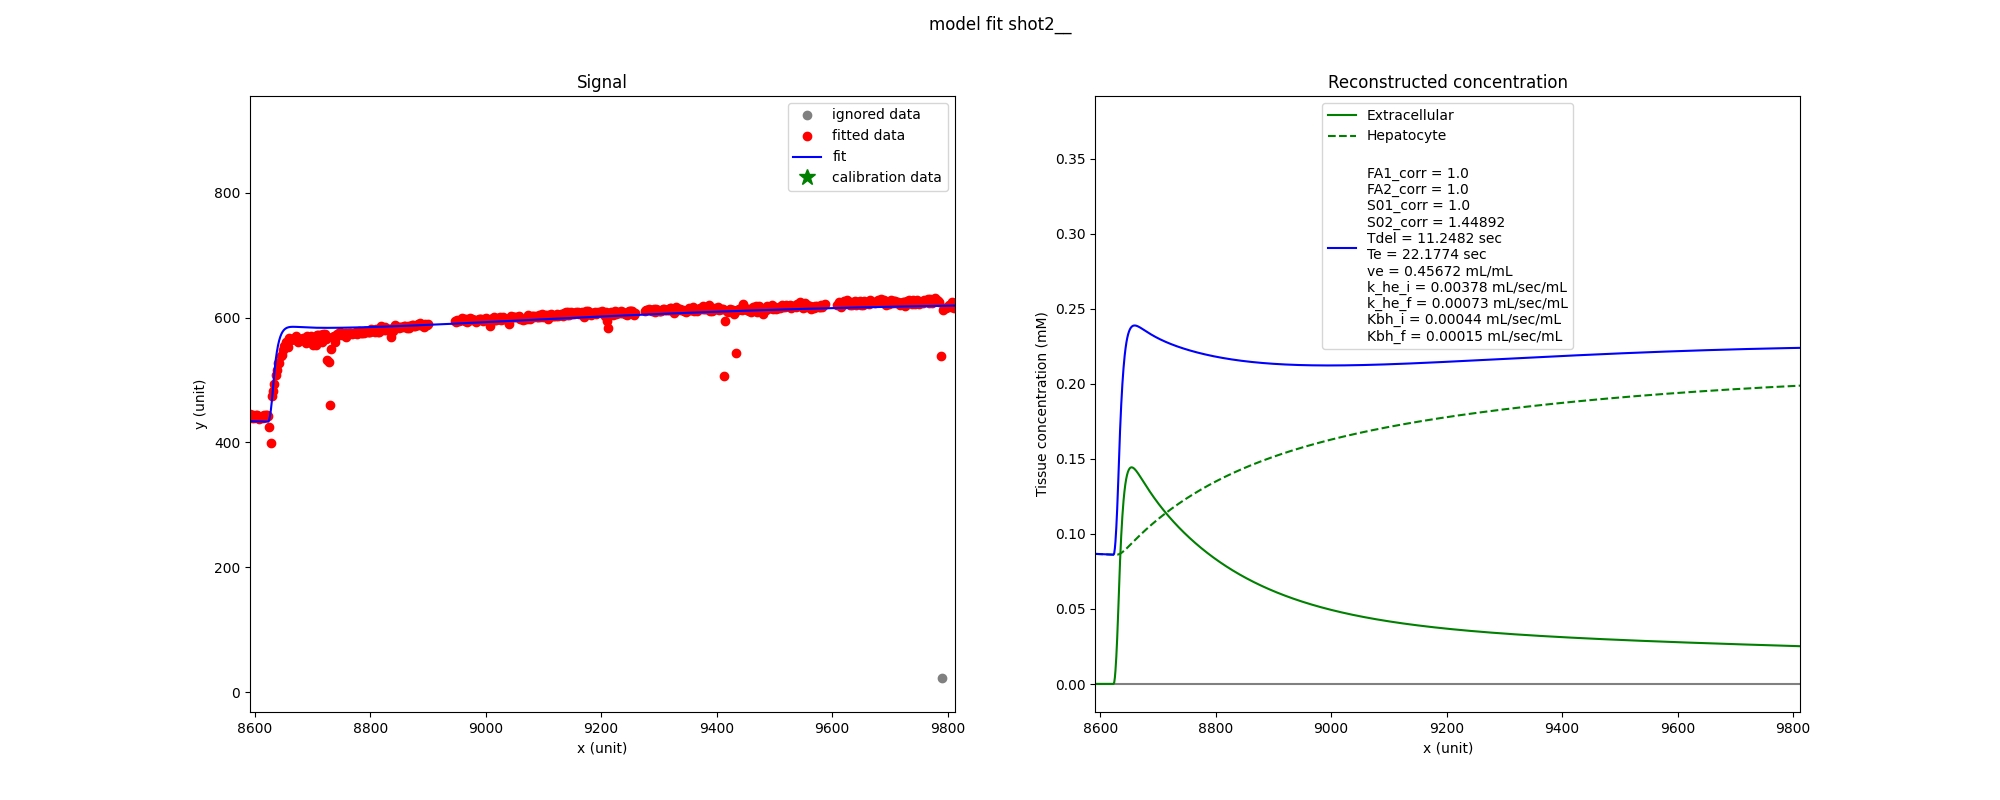 model fit shot2__
Signal
y (unit)
800
600
400
200
0
ignored data
fitted data
fit
calibration data
8600
8800
9000
9200
9400
9600
9800
x (unit)
Reconstructed concentration
Tissue concentration (mM)
0.35
0.30
0.25
0.20
0.15
0.10
0.05
0.00
Extracellular
Hepatocyte
FA1_corr = 1.0
FA2_corr = 1.0
S01_corr = 1.0
S02_corr = 1.44892
Tdel = 11.2482 sec
Te = 22.1774 sec
ve = 0.45672 mL/mL
k_he_i = 0.00378 mL/sec/mL
k_he_f = 0.00073 mL/sec/mL
Kbh_i = 0.00044 mL/sec/mL
Kbh_f = 0.00015 mL/sec/mL
8600
8800
9000
9200
9400
9600
9800
x (unit)